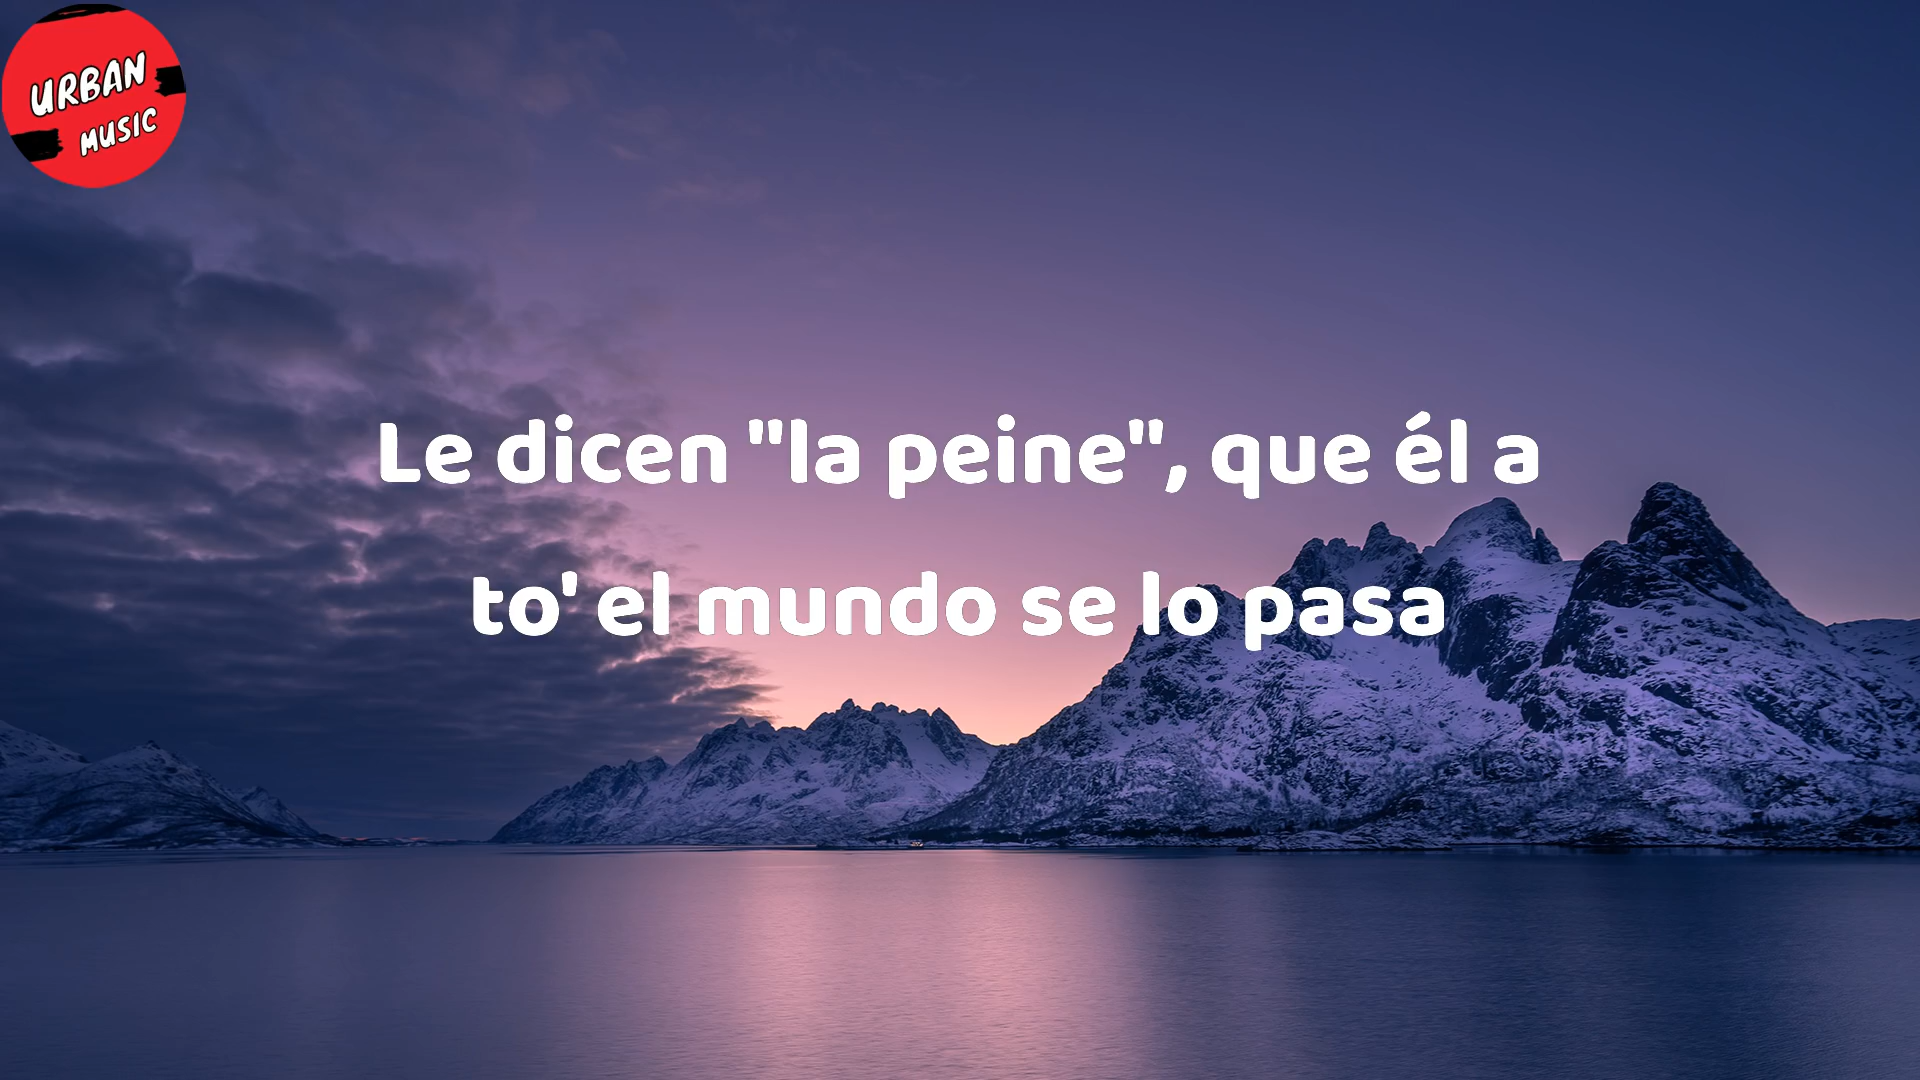 URBAN
MUSIC
Le dicen "la peine", que él a
to' el mundo se lo pasa